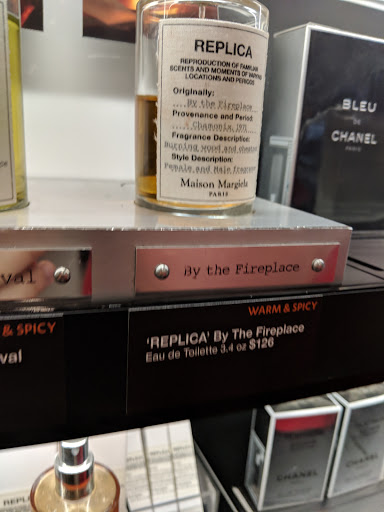 REPLICA
REPRODUCTION OF FAMILIAR
SCENTS AND MOMENTS OF VARYING
LOCATIONS AND PERIODS
Originally:
By the Fireplace
Provenance and Period:
Chamonix, 1971
Fragrance Description:
Burning wood and chestnut
Style Description:
Female and Male fragrance
Maison Margiela
PARIS
BLEU
DE
CHANEL
PARIS
val
By the Fireplace
& SPICY
val
WARM & SPICY
'REPLICA' By The Fireplace
Eau de Toilette 3.4 oz $126
CHANEL
CHANEL
REPL